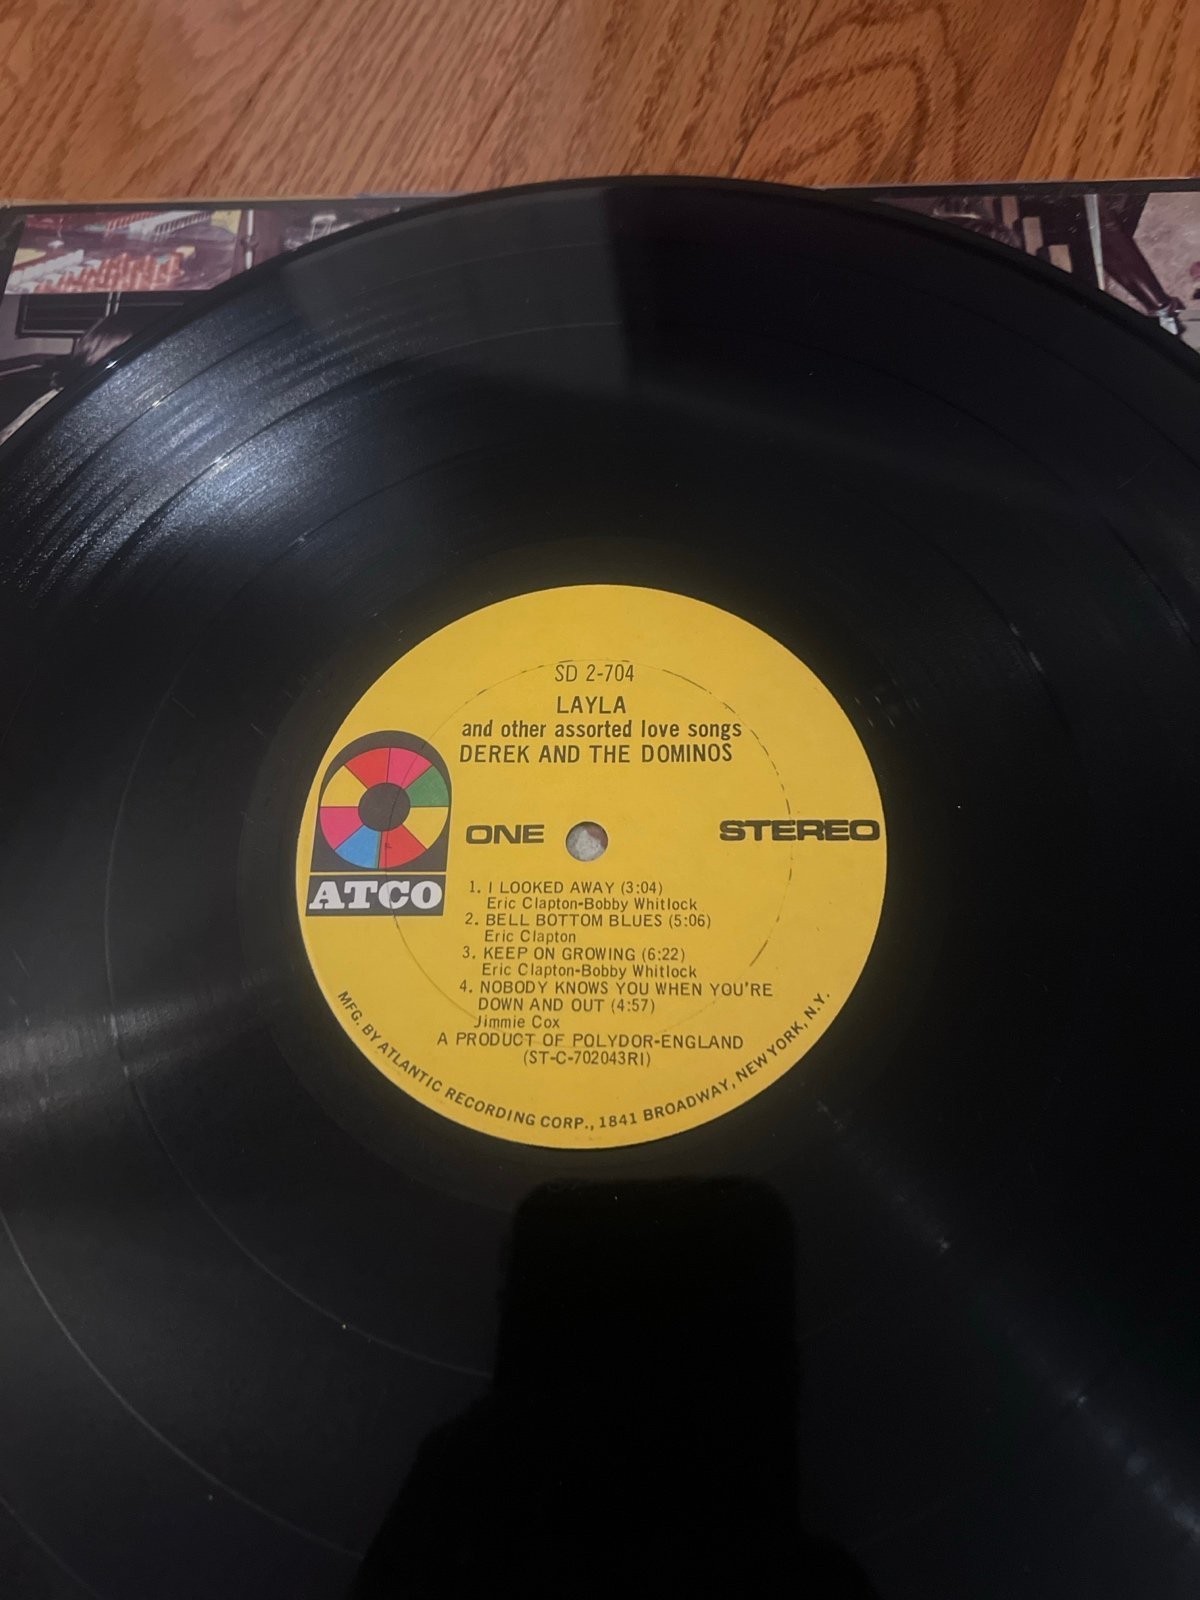 SD 2-704
LAYLA
and other assorted love songs
DEREK AND THE DOMINOS
ATCO
ONE
STEREO
1. I LOOKED AWAY (3:04)
Eric Clapton-Bobby Whitlock
2. BELL BOTTOM BLUES (5:06)
Eric Clapton
3. KEEP ON GROWING (6:22)
Eric Clapton-Bobby Whitlock
4. NOBODY KNOWS YOU WHEN YOU'RE
DOWN AND OUT (4:57)
Jimmie Cox
A PRODUCT OF POLYDOR-ENGLAND
(ST-C-702043RI)
MFG. BY ATLANTIC RECORDING CORP., 1841 BROADWAY, NEW YORK, N.Y.